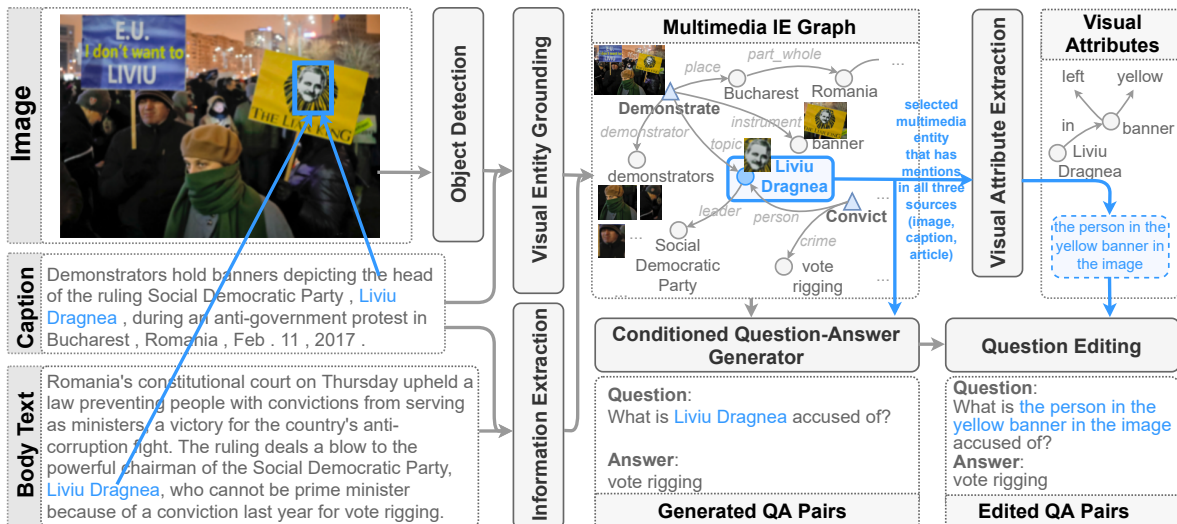 Image
E.U.
I don't want to
LIVIU
THE LIER KING
Caption
Demonstrators hold banners depicting the head
of the ruling Social Democratic Party , Liviu
Dragnea , during an anti-government protest in
Bucharest , Romania , Feb . 11 , 2017 .
Body Text
Romania's constitutional court on Thursday upheld a
law preventing people with convictions from serving
as ministers, a victory for the country's anti-
corruption fight. The ruling deals a blow to the
powerful chairman of the Social Democratic Party,
Liviu Dragnea, who cannot be prime minister
because of a conviction last year for vote rigging.
Object Detection
Visual Entity Grounding
Information Extraction
Multimedia IE Graph
place
part_whole
...
Bucharest
Romania
Demonstrate
demonstrator
instrument
topic
banner
demonstrators
Liviu
Dragnea
...
leader
person
Convict
...
Social
Democratic
Party
crime
vote
rigging
...
...
selected
multimedia
entity
that has
mentions
in all three
sources
(image,
caption,
article)
Visual Attribute Extraction
Visual
Attributes
left
yellow
in
banner
Liviu
Dragnea
the person in the
yellow banner in
the image
Conditioned Question-Answer
Generator
Question:
What is Liviu Dragnea accused of?
Answer:
vote rigging
Generated QA Pairs
Question Editing
Question:
What is the person in the
yellow banner in the image
accused of?
Answer:
vote rigging
Edited QA Pairs